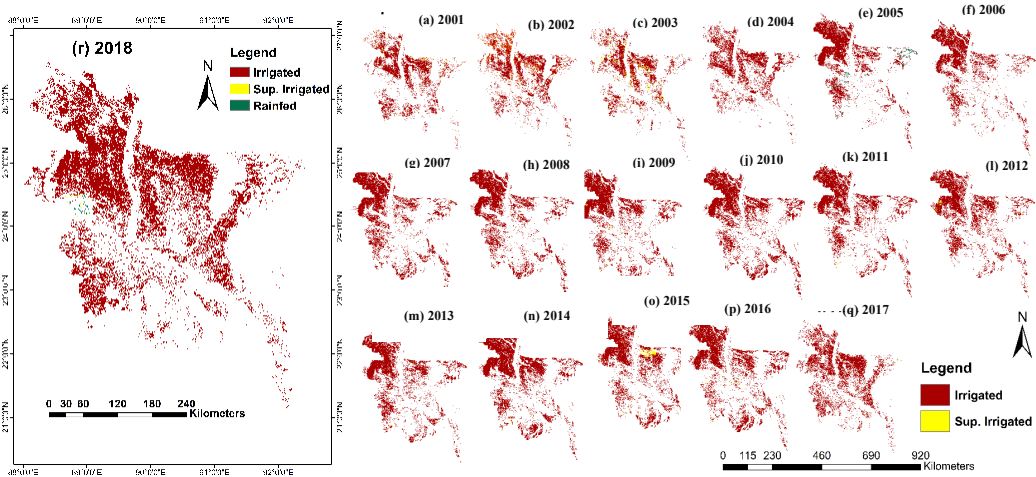 (r) 2018
Legend
Irrigated
Sup. Irrigated
Rainfed
N
0 30 60 120 180 240
Kilometers
(a) 2001
(b) 2002
(c) 2003
(d) 2004
(e) 2005
(f) 2006
(g) 2007
(h) 2008
(i) 2009
(j) 2010
(k) 2011
(l) 2012
(m) 2013
(n) 2014
(o) 2015
(p) 2016
(q) 2017
N
Legend
Irrigated
Sup. Irrigated
0 115 230 460 690 920
Kilometers